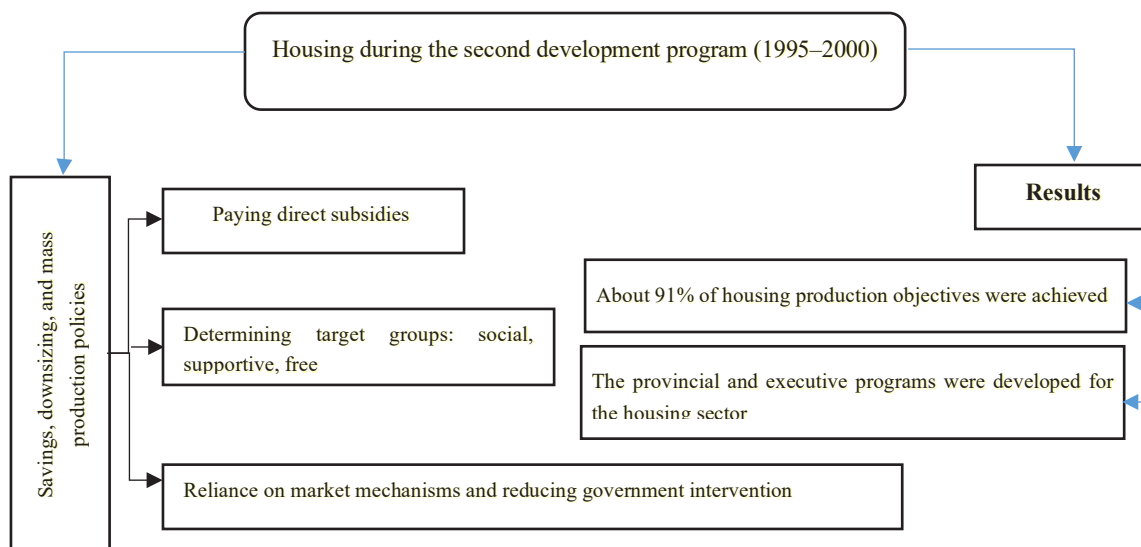 Housing during the second development program (1995–2000)
Savings, downsizing, and mass
production policies
Paying direct subsidies
Determining target groups: social,
supportive, free
Reliance on market mechanisms and reducing government intervention
Results
About 91% of housing production objectives were achieved
The provincial and executive programs were developed for
the housing sector